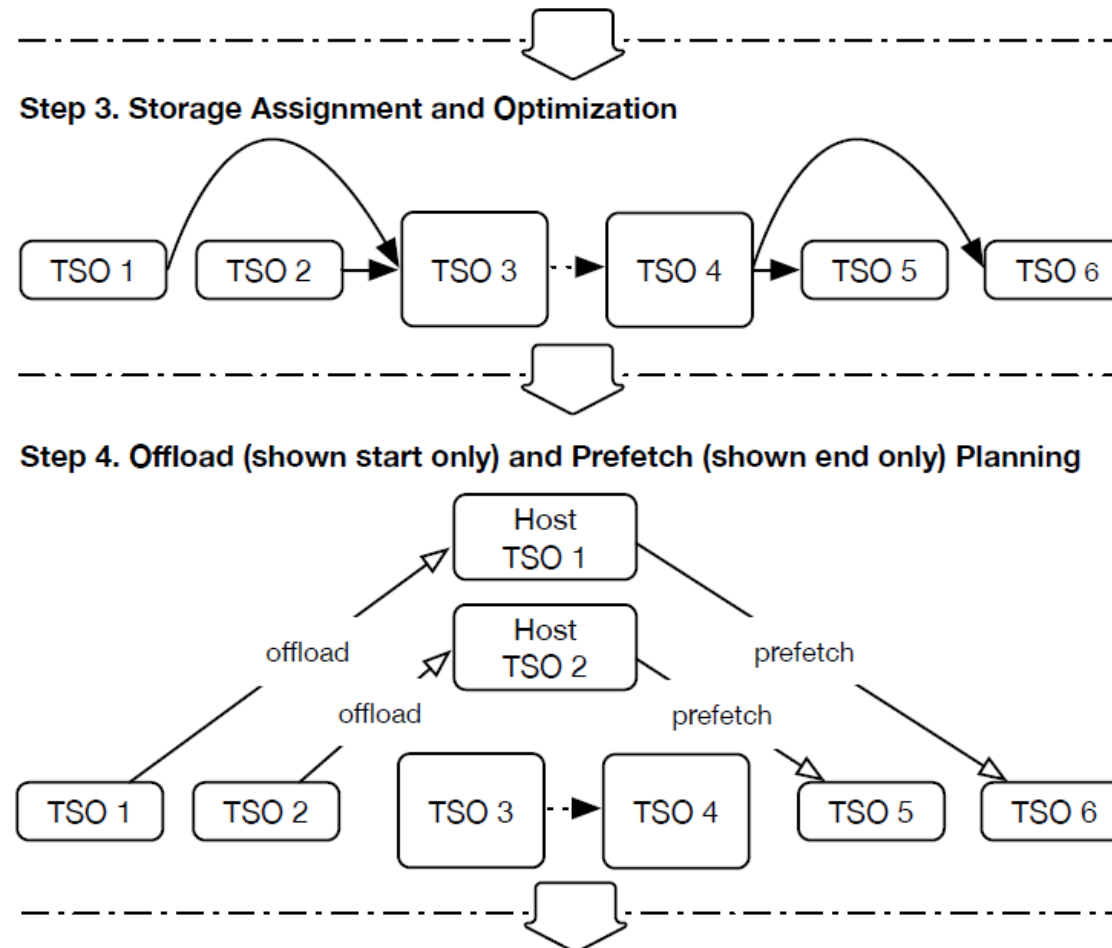 Step 3. Storage Assignment and Optimization
TSO 1
TSO 2
TSO 3
TSO 4
TSO 5
TSO 6
Step 4. Offload (shown start only) and Prefetch (shown end only) Planning
Host
TSO 1
Host
TSO 2
offload
prefetch
offload
prefetch
TSO 1
TSO 2
TSO 3
TSO 4
TSO 5
TSO 6